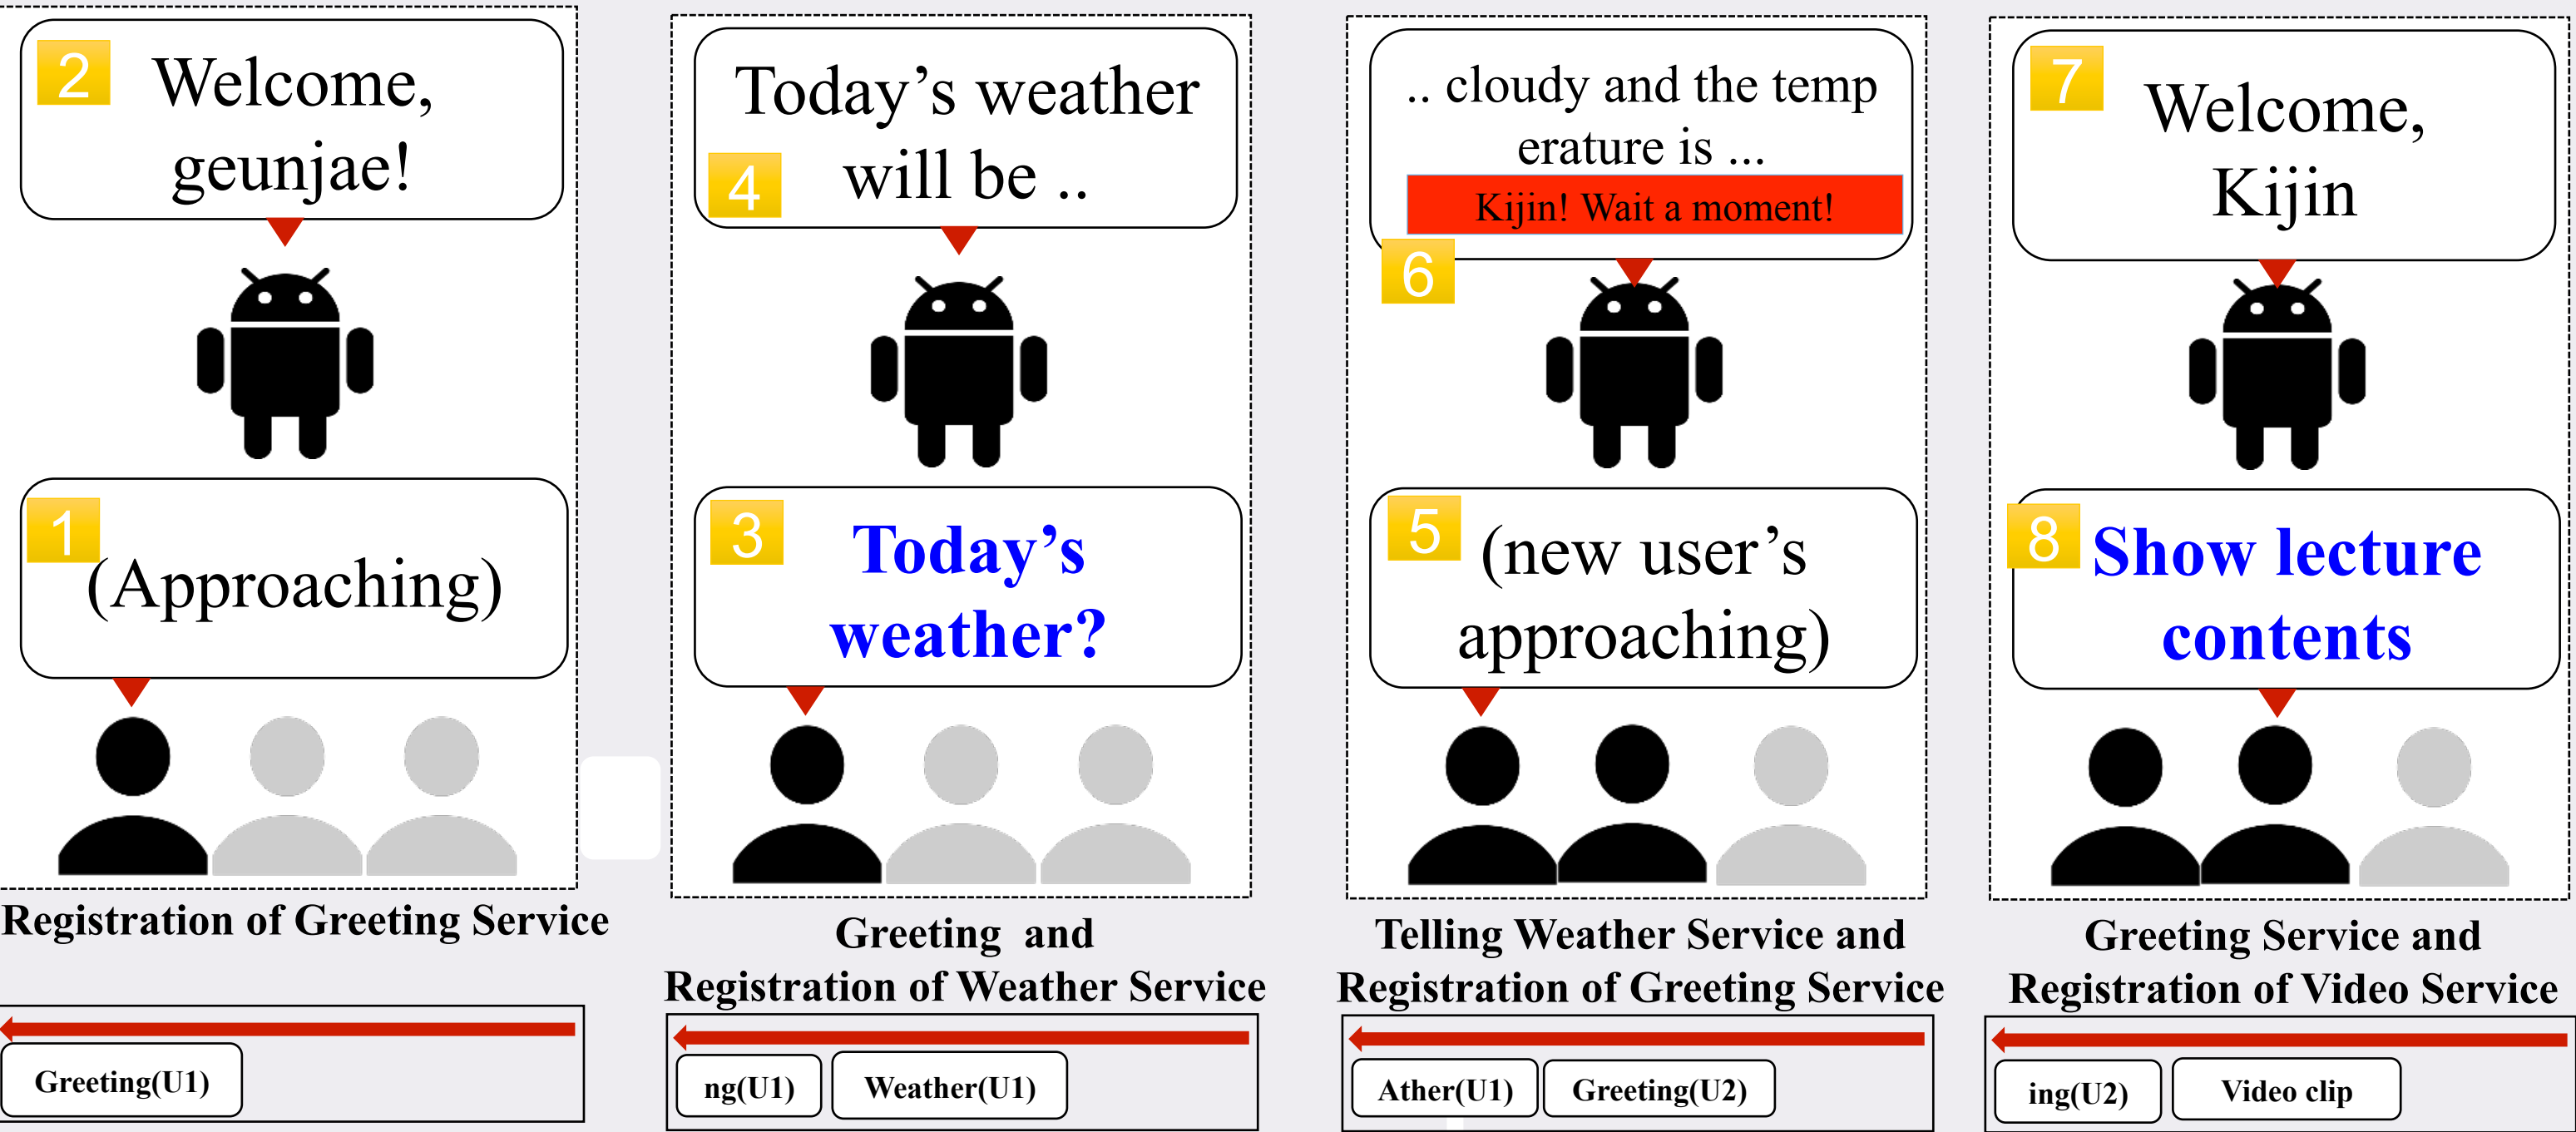 2
Welcome,
geunjae!
1
(Approaching)
Registration of Greeting Service
Greeting(U1)
Today’s weather
4
will be ..
3
Today’s
weather?
Greeting and
Registration of Weather Service
ng(U1)
Weather(U1)
.. cloudy and the temp
erature is ...
Kijin! Wait a moment!
6
5
(new user’s
approaching)
Telling Weather Service and
Registration of Greeting Service
Ather(U1)
Greeting(U2)
7
Welcome,
Kijin
8
Show lecture
contents
Greeting Service and
Registration of Video Service
ing(U2)
Video clip